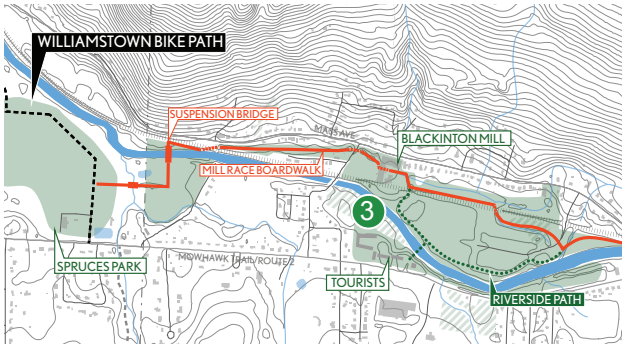 WILLIAMSTOWN BIKE PATH
SUSPENSION BRIDGE
MASS AVE
BLACKINTON MILL
MILL RACE BOARDWALK
3
SPRUCES PARK
MOHAWK TRAIL/ROUTE 2
TOURISTS
RIVERSIDE PATH